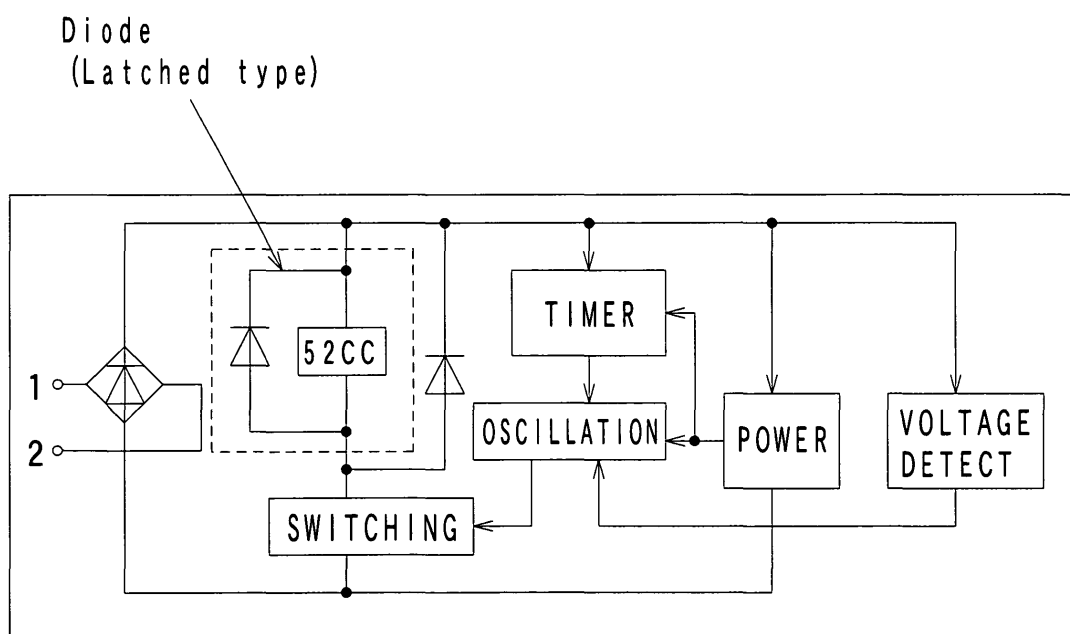 Diode
(Latched type)
TIMER
52CC
1
2
OSCILLATION
POWER
VOLTAGE
DETECT
SWITCHING